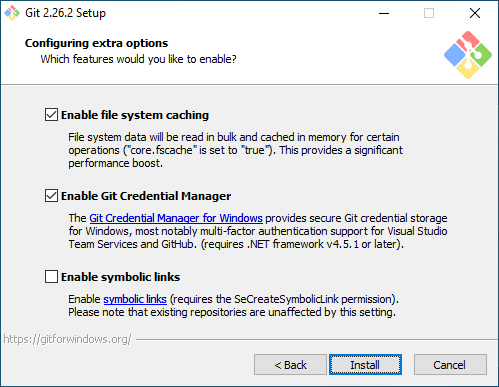 Git 2.26.2 Setup
Configuring extra options
Which features would you like to enable?
Enable file system caching
File system data will be read in bulk and cached in memory for certain
operations ("core.fscache" is set to "true"). This provides a significant
performance boost.
Enable Git Credential Manager
The Git Credential Manager for Windows provides secure Git credential storage
for Windows, most notably multi-factor authentication support for Visual Studio
Team Services and GitHub. (requires .NET framework v4.5.1 or later).
Enable symbolic links
Enable symbolic links (requires the SeCreateSymbolicLink permission).
Please note that existing repositories are unaffected by this setting.
https://gitforwindows.org/
< Back
Install
Cancel